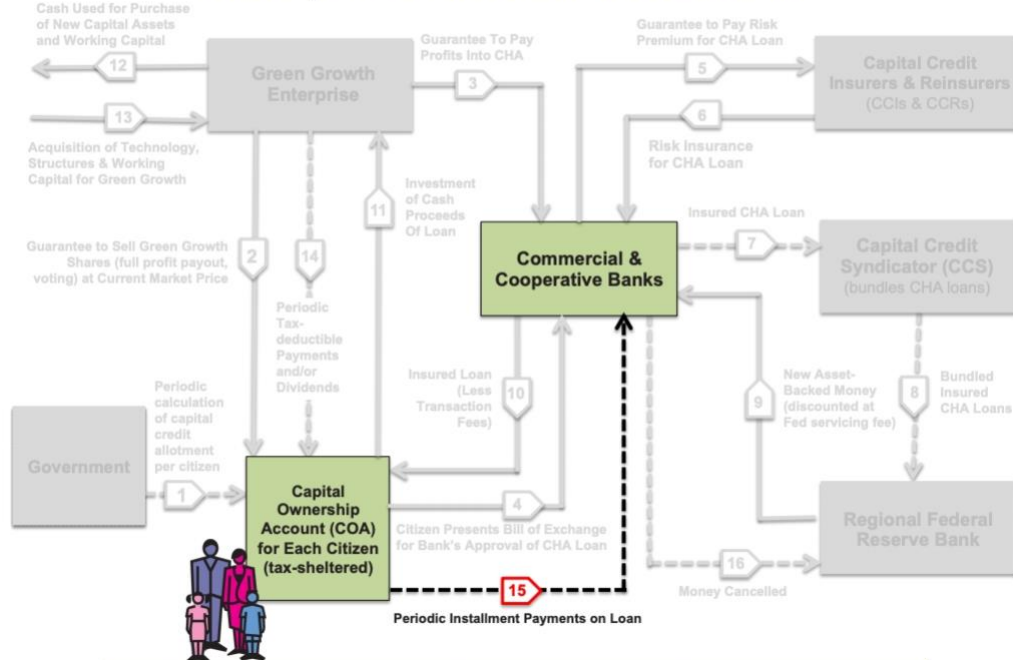 Cash Used for Purchase
of New Capital Assets
and Working Capital
12
Green Growth
Enterprise
Guarantee To Pay
Profits Into CHA
3
Guarantee to Pay Risk
Premium for CHA Loan
5
Capital Credit
Insurers & Reinsurers
(CCIs & CCRs)
13
6
Acquisition of Technology,
Structures & Working
Capital for Green Growth
Risk Insurance
for CHA Loan
11
Investment
of Cash
Proceeds
Of Loan
Insured CHA Loan
7
Guarantee to Sell Green Growth
Shares (full profit payout,
voting) at Current Market Price
2
14
Commercial &
Cooperative Banks
Capital Credit
Syndicator (CCS)
(bundles CHA loans)
Periodic
Tax-
deductible
Payments
and/or
Dividends
Periodic
calculation
of capital
credit
allotment
per citizen
Insured Loan
(Less
Transaction
Fees)
10
9
New Asset-
Backed Money
(discounted at
Fed servicing fee)
8
Bundled
Insured
CHA Loans
Government
1
Capital
Ownership
Account (COA)
for Each Citizen
(tax-sheltered)
4
Citizen Presents Bill of Exchange
for Bank's Approval of CHA Loan
Regional Federal
Reserve Bank
16
Money Cancelled
15
Periodic Installment Payments on Loan